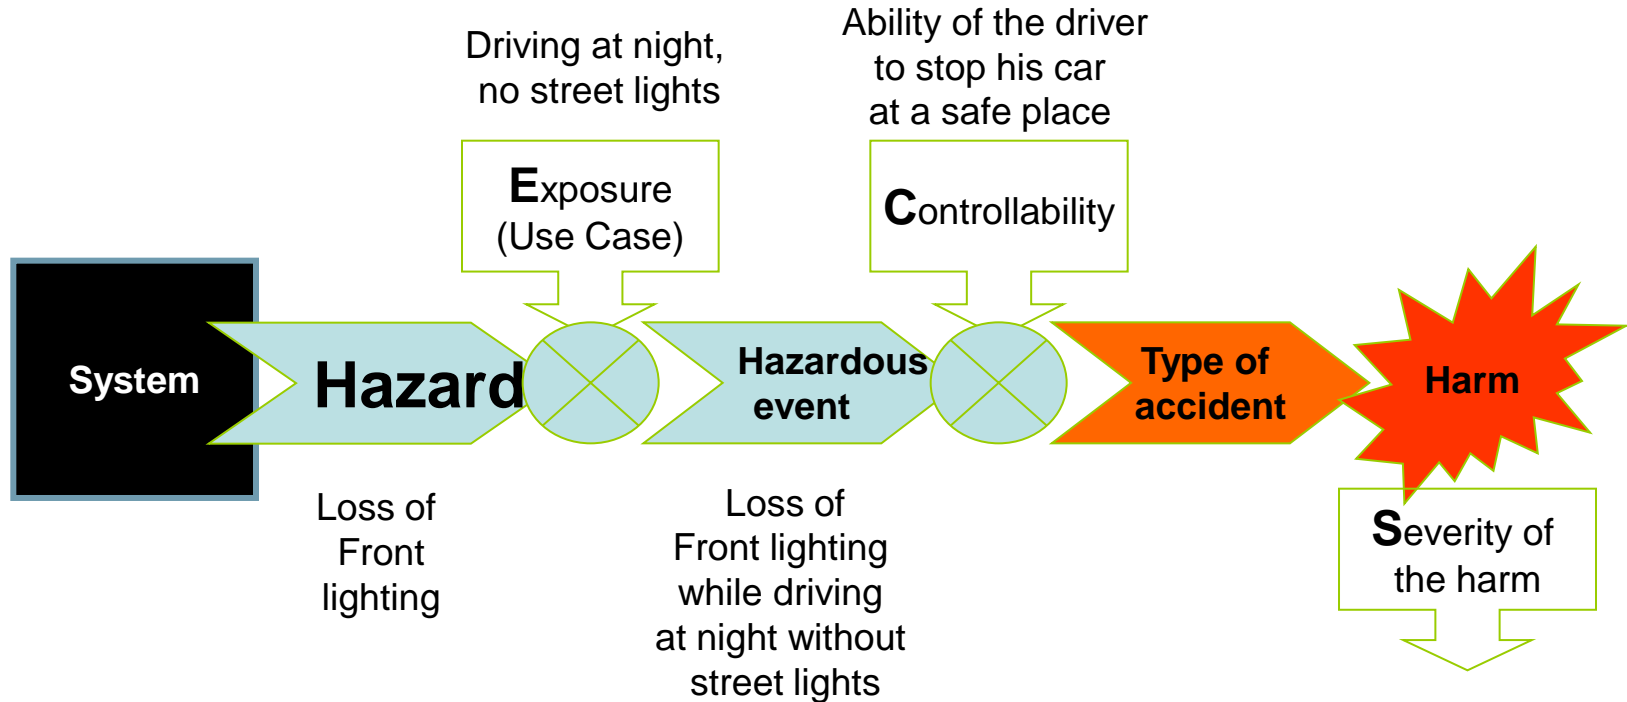 Driving at night,
no street lights
Ability of the driver
to stop his car
at a safe place
Exposure
(Use Case)
Controllability
System
Hazard
Hazardous
event
Type of
accident
Harm
Loss of
Front
lighting
Loss of
Front lighting
while driving
at night without
street lights
Severity of
the harm